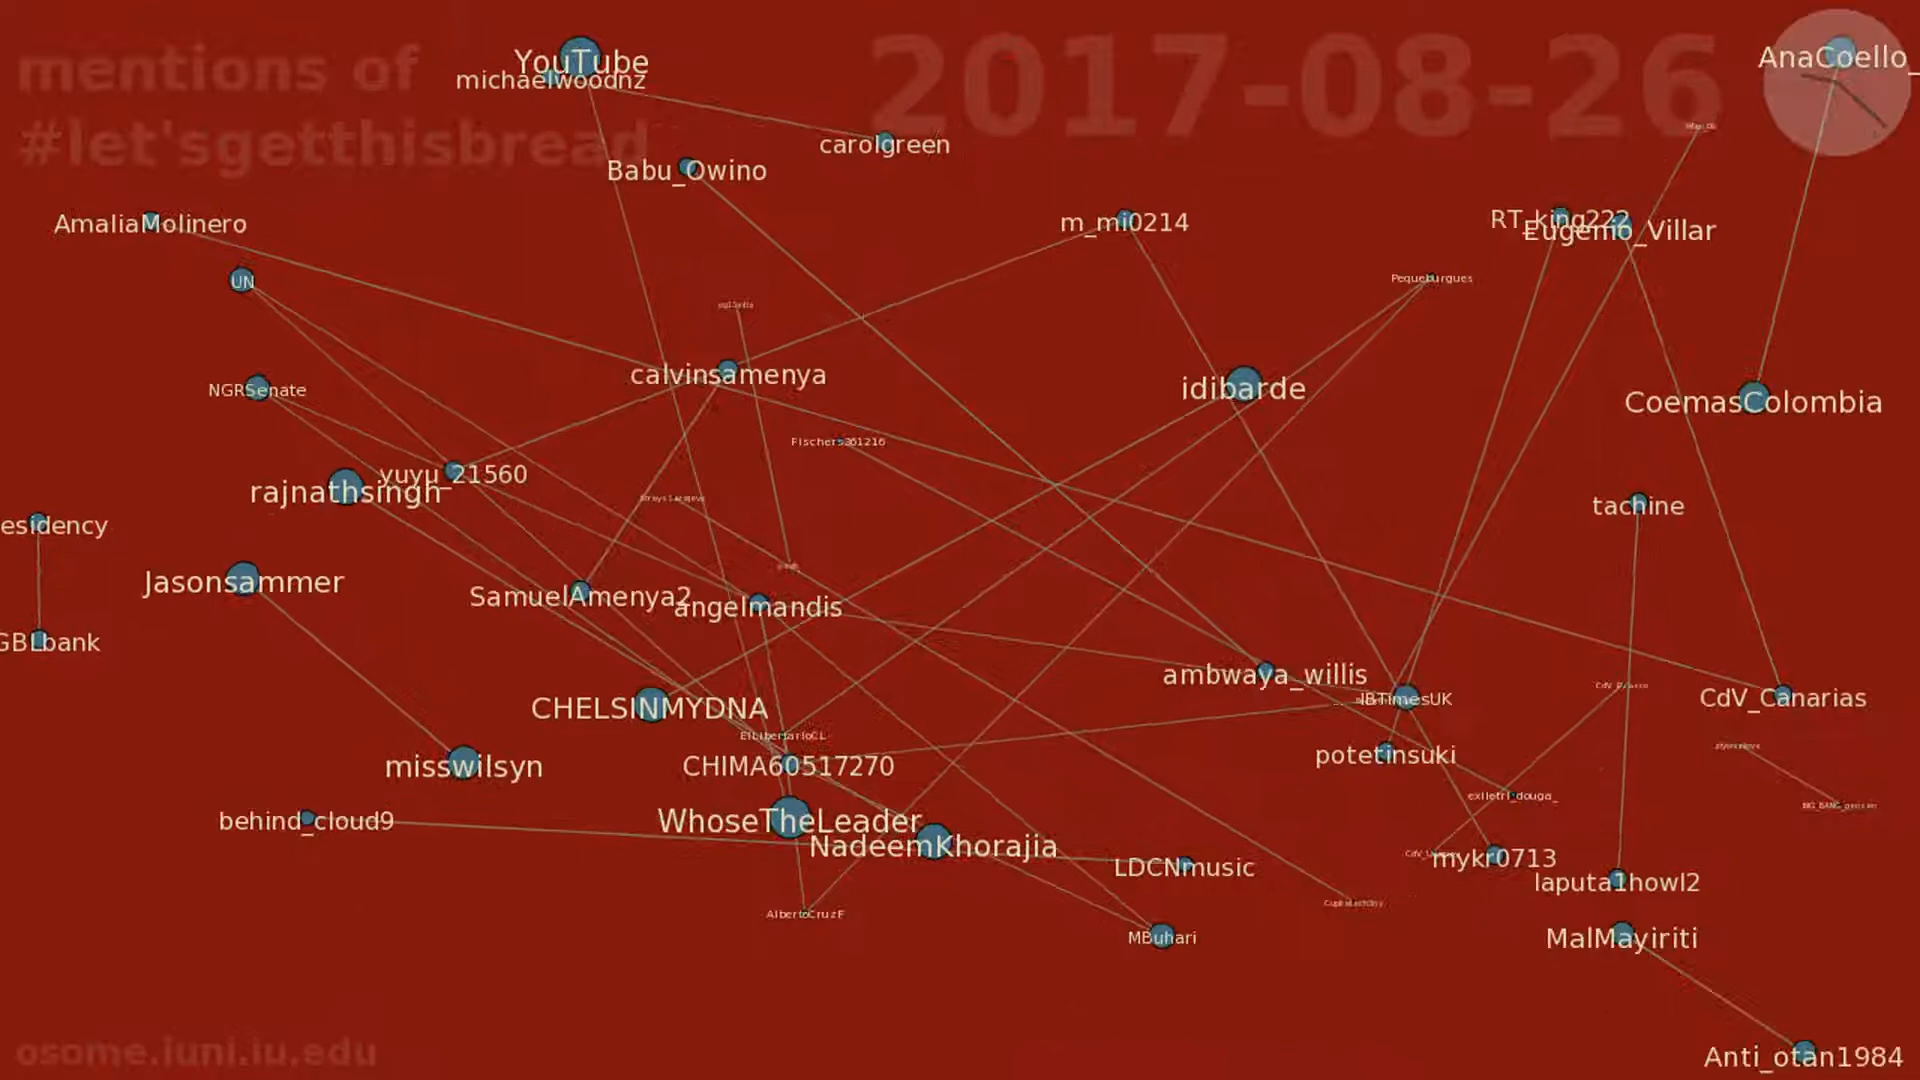 mentions of
#let'sgetthisbread
2017-08-26
YouTube
AnaCoello_
michaelwoodnz
carolgreen
Babu_Owino
AmaliaMolinero
m_mi0214
RT_king222
Eugenio_Villar
UN
Pequeburgues
calvinsamenya
NGRSenate
idibarde
CoemasColombia
Fischers361216
yuyu_21560
rajnathsingh
tachine
esidency
Jasonsammer
SamuelAmenya2
angelmandis
GBLbank
ambwaya_willis
IBTimesUK
CdV_Canarias
CHELSINMYDNA
ElLibertarioCL
potetinsuki
CHIMA60517270
misswilsyn
exiletri_douga_
behind_cloud9
WhoseTheLeader
NadeemKhorajia
mykr0713
LDCNmusic
laputa1howl2
AlbertoCruzF
MBuhari
MalMayiriti
osome.iuni.iu.edu
Anti_otan1984